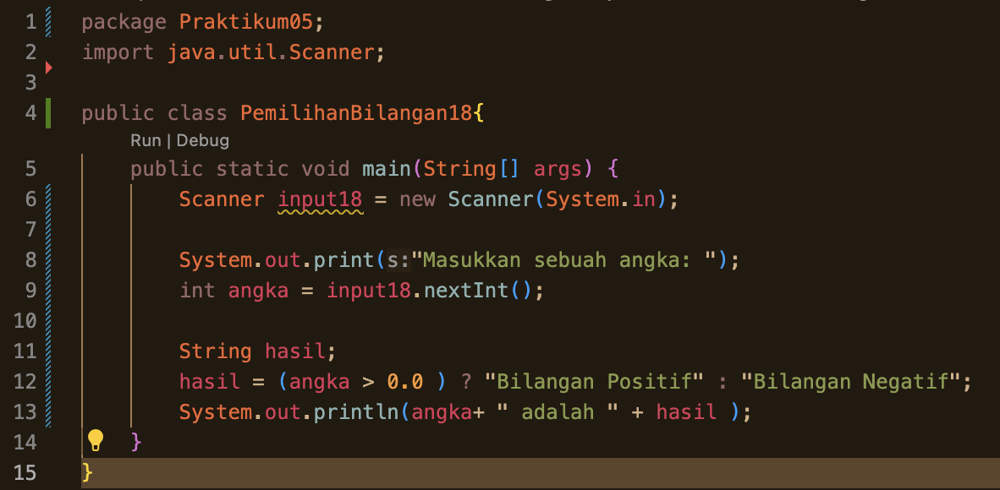 1 package Praktikum05;
2 import java.util.Scanner;
3
4 public class PemilihanBilangan18{
Run | Debug
5 public static void main(String[] args) {
6 Scanner input18 = new Scanner(System.in);
7
8 System.out.print(s:"Masukkan sebuah angka: ");
9 int angka = input18.nextInt();
10
11 String hasil;
12 hasil = (angka > 0.0 ) ? "Bilangan Positif" : "Bilangan Negatif";
13 System.out.println(angka+ " adalah " + hasil );
14 }
15 }